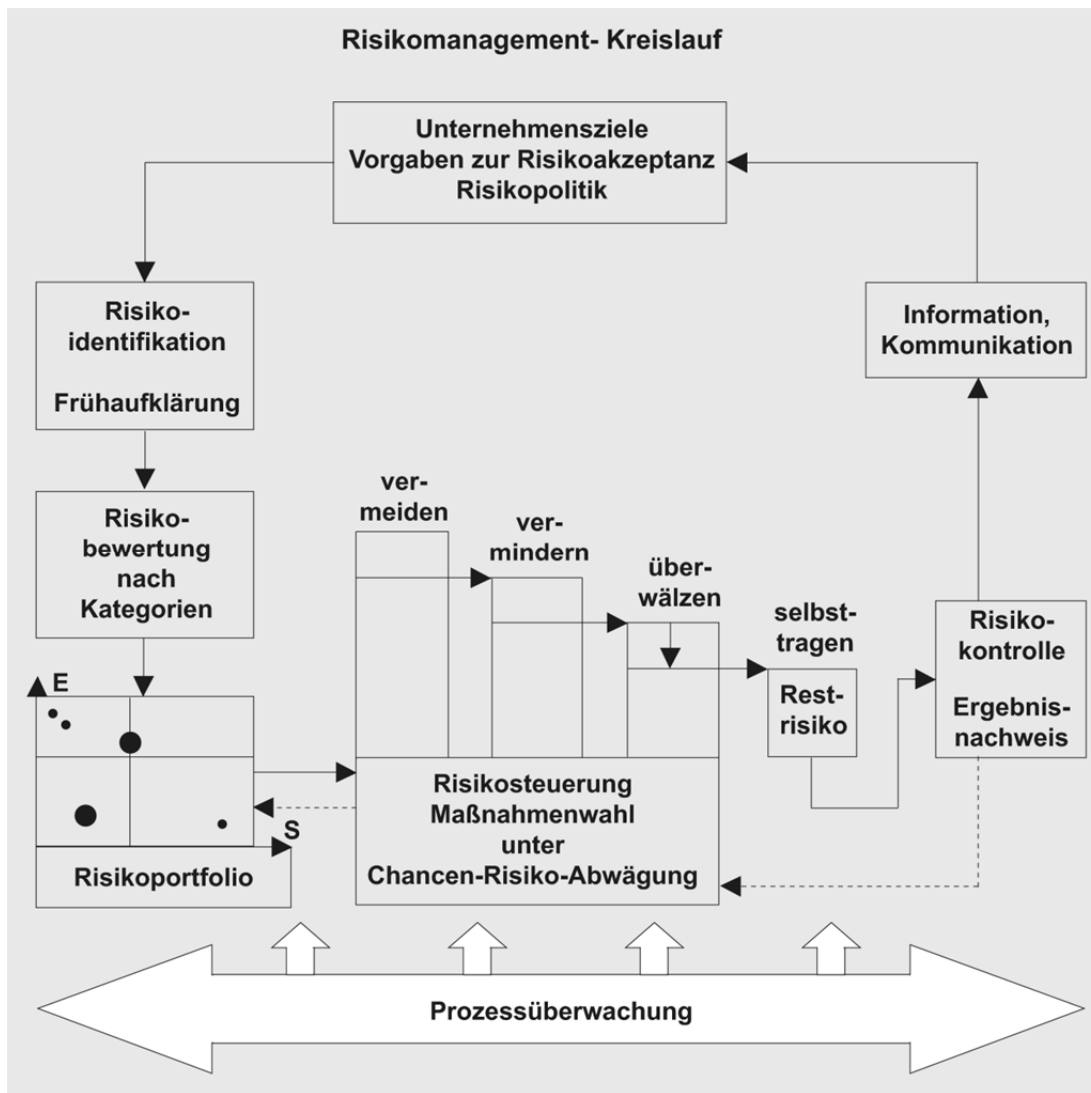 Risikomanagement- Kreislauf
Unternehmensziele
Vorgaben zur Risikoakzeptanz
Risikopolitik
Risiko-
identifikation
Frühaufklärung
Information,
Kommunikation
Risiko-
bewertung
nach
Kategorien
ver-
meiden
ver-
mindern
über-
wälzen
selbst-
tragen
Rest-
risiko
Risiko-
kontrolle
Ergebnis-
nachweis
E
S
Risikoportfolio
Risikosteuerung
Maßnahmenwahl
unter
Chancen-Risiko-Abwägung
Prozessüberwachung